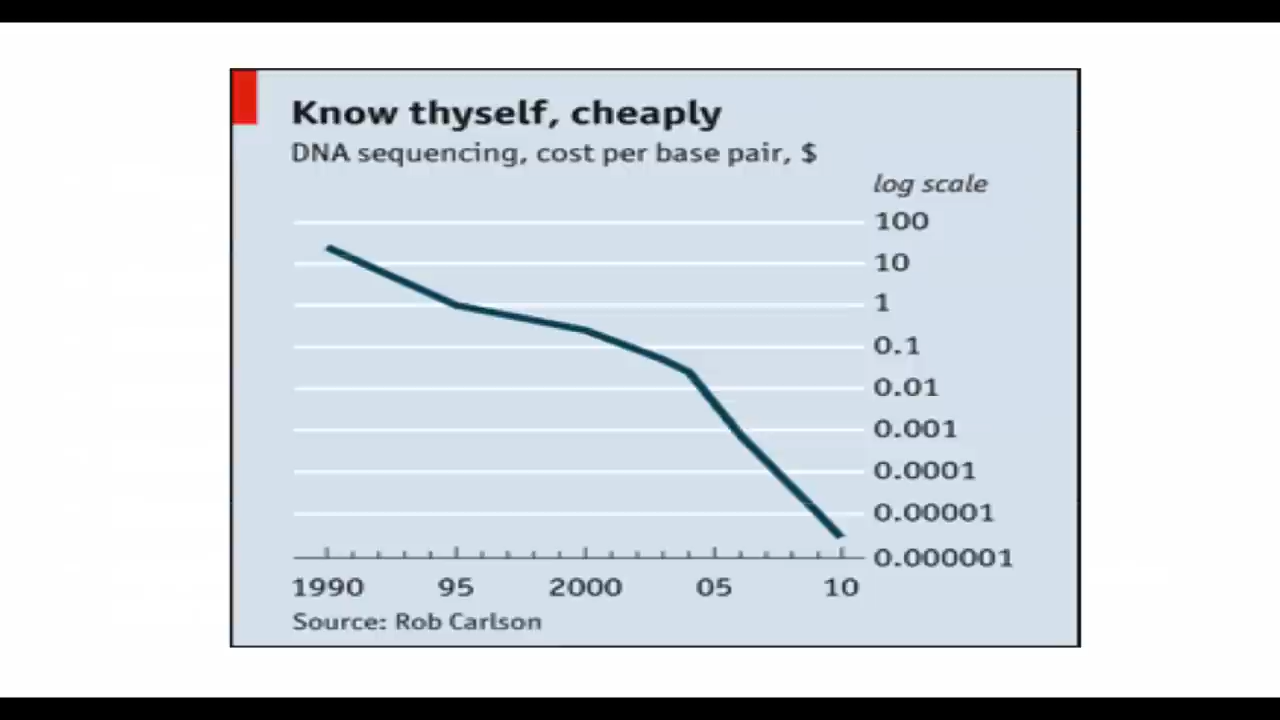 Know thyself, cheaply
DNA sequencing, cost per base pair, $
log scale
100
10
1
0.1
0.01
0.001
0.0001
0.00001
0.000001
1990 95 2000 05 10
Source: Rob Carlson